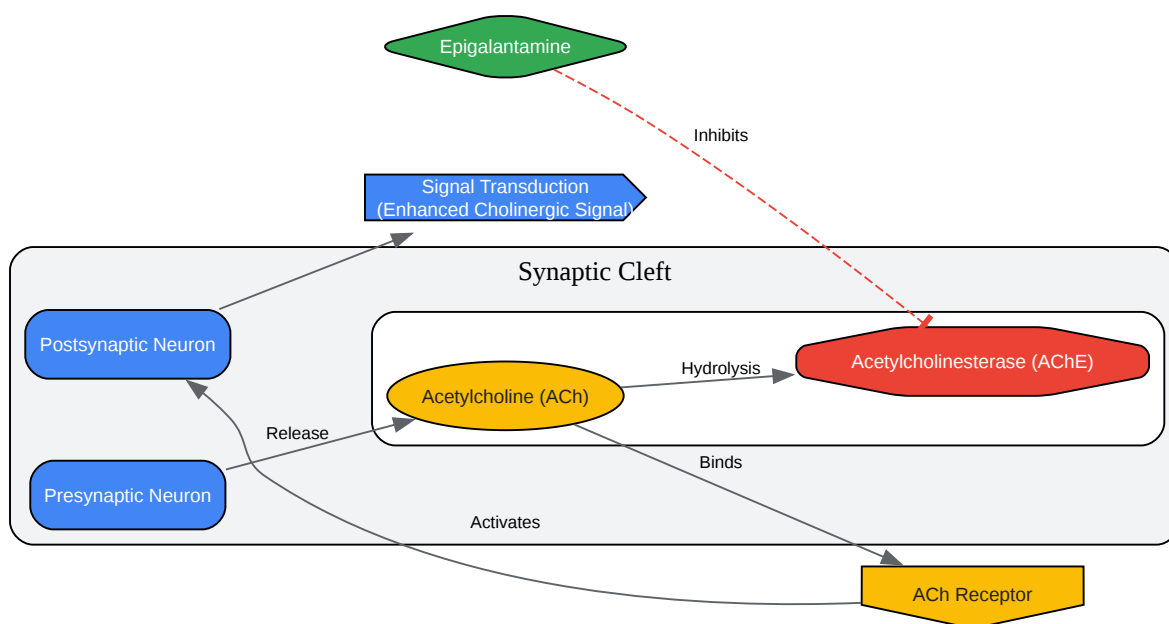 Epigalantamine
Inhibits
Signal Transduction
(Enhanced Cholinergic Signal)
Synaptic Cleft
Postsynaptic Neuron
Acetylcholinesterase (AChE)
Hydrolysis
Acetylcholine (ACh)
Release
Binds
Presynaptic Neuron
Activates
ACh Receptor